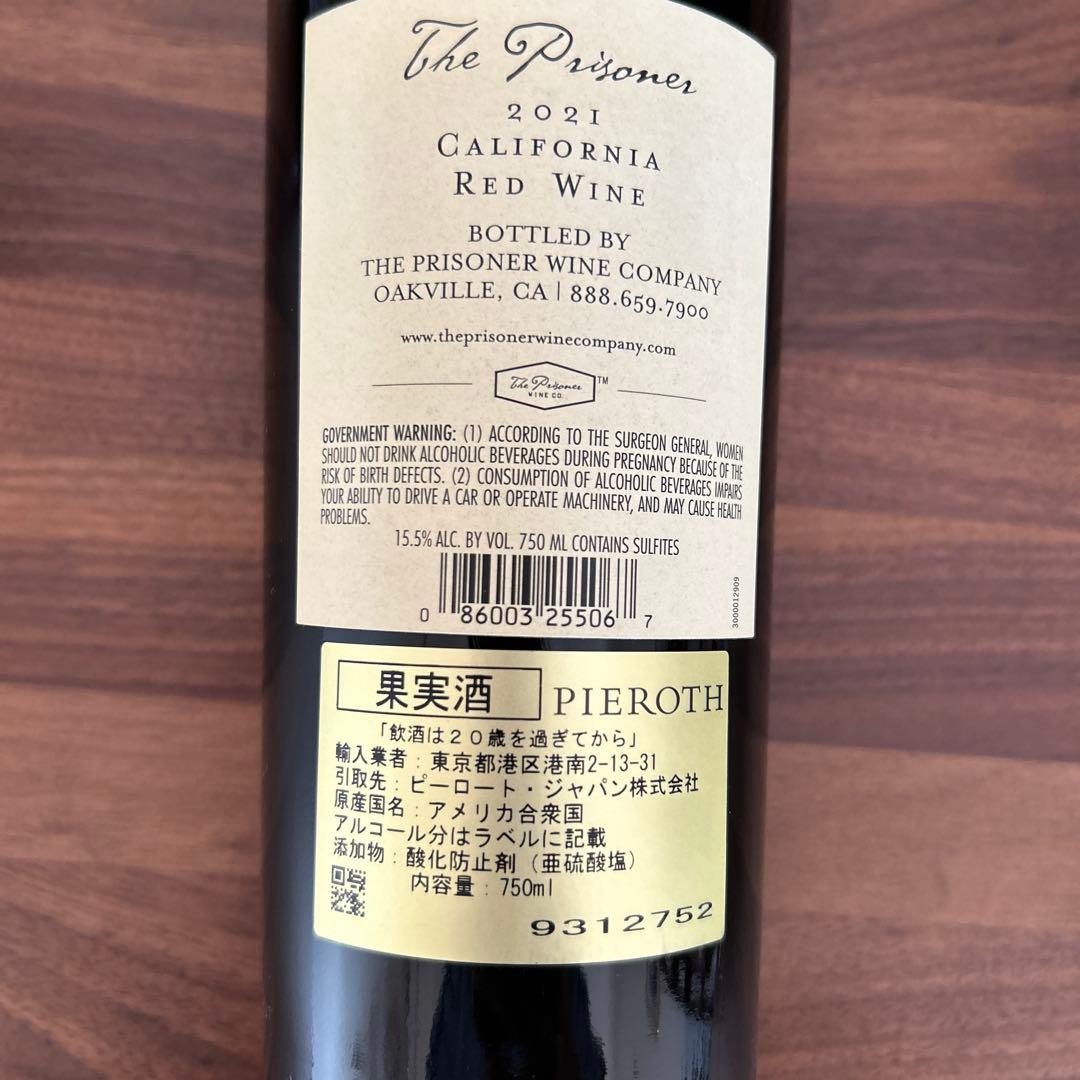 The Prisoner
2021
CALIFORNIA
RED WINE
BOTTLED BY
THE PRISONER WINE COMPANY
OAKVILLE, CA | 888.659.7900
www.theprisonerwinecompany.com
The Prisoner TM
WINE CO.
GOVERNMENT WARNING: (1) ACCORDING TO THE SURGEON GENERAL, WOMEN
SHOULD NOT DRINK ALCOHOLIC BEVERAGES DURING PREGNANCY BECAUSE OF THE
RISK OF BIRTH DEFECTS. (2) CONSUMPTION OF ALCOHOLIC BEVERAGES IMPAIRS
YOUR ABILITY TO DRIVE A CAR OR OPERATE MACHINERY, AND MAY CAUSE HEALTH
PROBLEMS.
15.5% ALC. BY VOL. 750 ML CONTAINS SULFITES
0 86003 25506 7
3000012909
果実酒 PIEROTH
「飲酒は20歳を過ぎてから」
輸入業者:東京都港区港南2-13-31
引取先:ピーロート・ジャパン株式会社
原産国名:アメリカ合衆国
アルコール分はラベルに記載
添加物:酸化防止剤(亜硫酸塩)
内容量:750ml
9312752